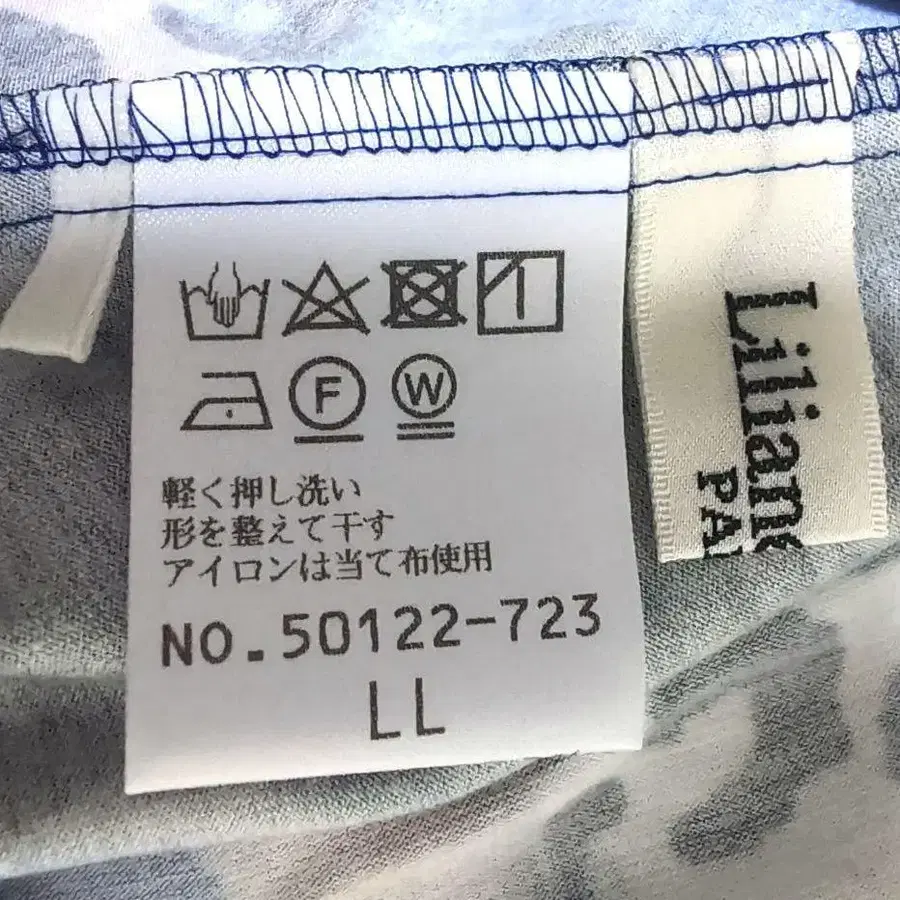 F W
軽く押し洗い
形を整えて干す
アイロンは当て布使用
NO.50122-723
LL
Liliane